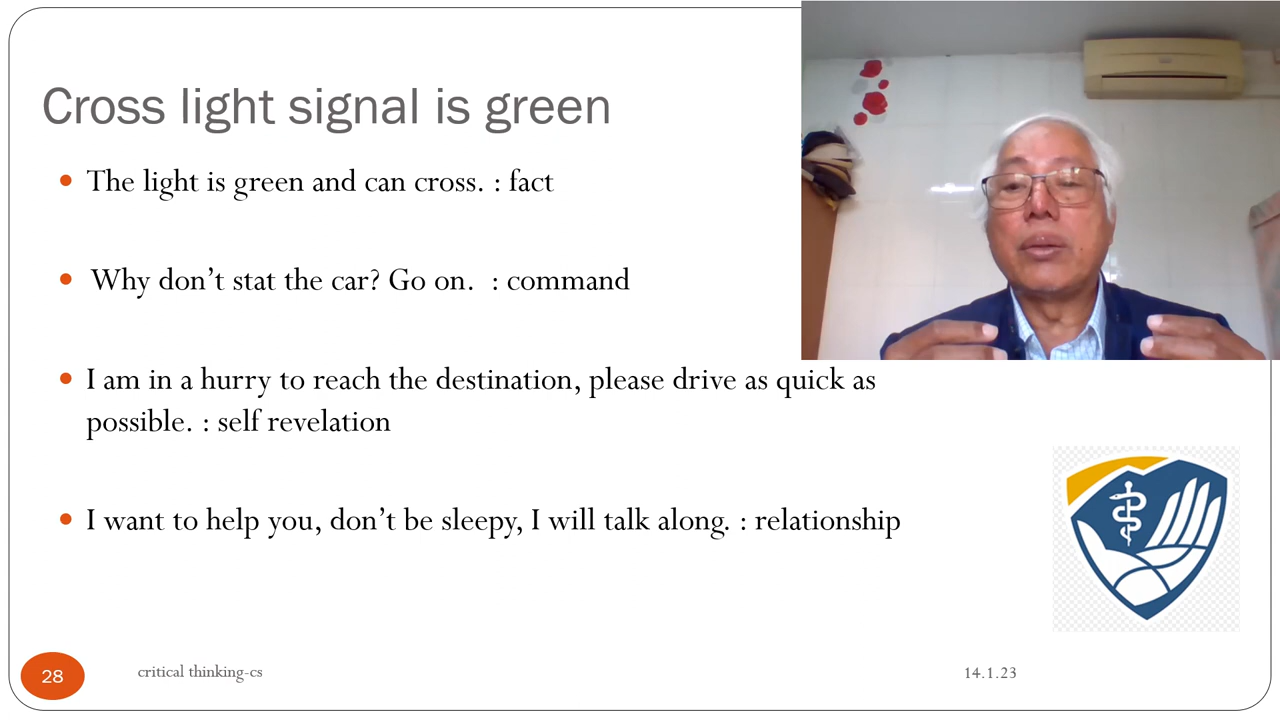 Cross light signal is green
The light is green and can cross. : fact
Why don’t stat the car? Go on. : command
I am in a hurry to reach the destination, please drive as quick as
possible. : self revelation
I want to help you, don’t be sleepy, I will talk along. : relationship
28
critical thinking-cs
14.1.23